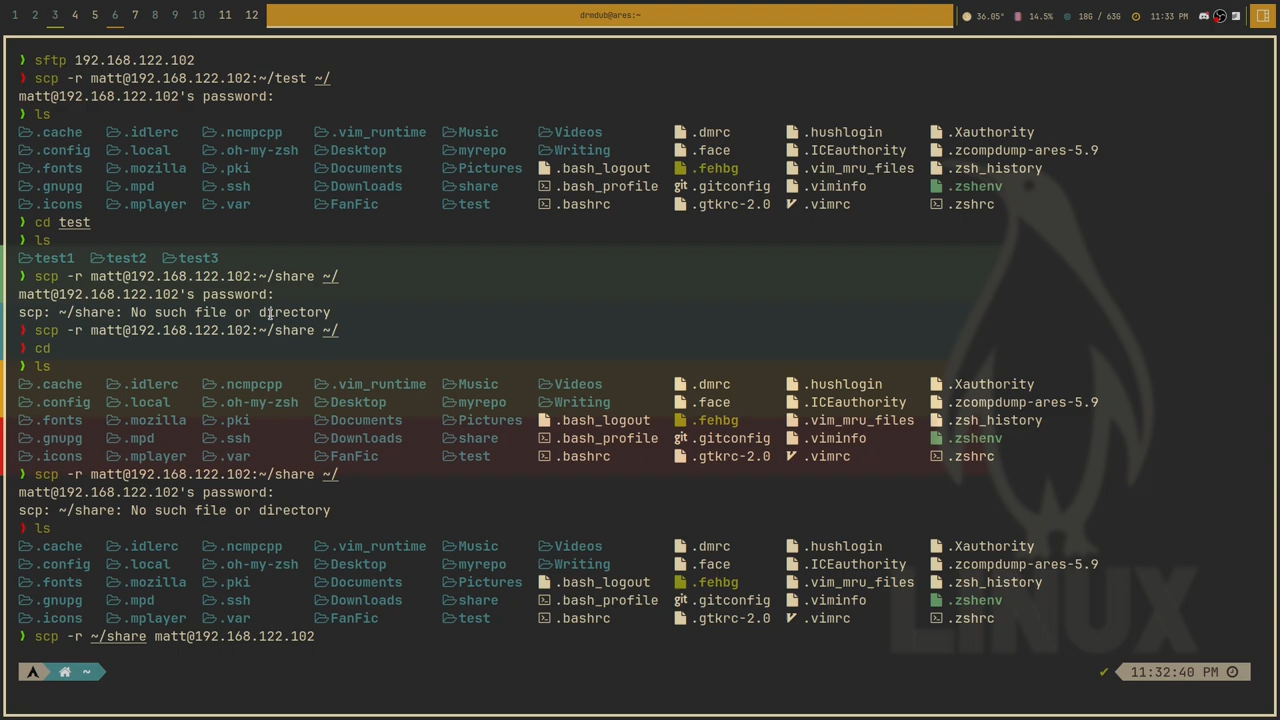 1 2 3 4 5 6 7 8 9 10 11 12 drmdub@ares:~ 36.05° 14.5% 18G / 63G 11:33 PM
❯ sftp 192.168.122.102
❯ scp -r matt@192.168.122.102:~/test ~/
matt@192.168.122.102's password:
❯ ls
.cache .idlerc .ncmpcpp .vim_runtime Music Videos .dmrc .hushlogin .Xauthority
.config .local .oh-my-zsh Desktop myrepo Writing .face .ICEauthority .zcompdump-ares-5.9
.fonts .mozilla .pki Documents Pictures .bash_logout .fehbg .vim_mru_files .zsh_history
.gnupg .mpd .ssh Downloads share .bash_profile git .gitconfig .viminfo .zshenv
.icons .mplayer .var FanFic test .bashrc .gtkrc-2.0 .vimrc .zshrc
❯ cd test
❯ ls
test1 test2 test3
❯ scp -r matt@192.168.122.102:~/share ~/
matt@192.168.122.102's password:
scp: ~/share: No such file or directory
❯ scp -r matt@192.168.122.102:~/share ~/
❯ cd
❯ ls
.cache .idlerc .ncmpcpp .vim_runtime Music Videos .dmrc .hushlogin .Xauthority
.config .local .oh-my-zsh Desktop myrepo Writing .face .ICEauthority .zcompdump-ares-5.9
.fonts .mozilla .pki Documents Pictures .bash_logout .fehbg .vim_mru_files .zsh_history
.gnupg .mpd .ssh Downloads share .bash_profile git .gitconfig .viminfo .zshenv
.icons .mplayer .var FanFic test .bashrc .gtkrc-2.0 .vimrc .zshrc
❯ scp -r matt@192.168.122.102:~/share ~/
matt@192.168.122.102's password:
scp: ~/share: No such file or directory
❯ ls
.cache .idlerc .ncmpcpp .vim_runtime Music Videos .dmrc .hushlogin .Xauthority
.config .local .oh-my-zsh Desktop myrepo Writing .face .ICEauthority .zcompdump-ares-5.9
.fonts .mozilla .pki Documents Pictures .bash_logout .fehbg .vim_mru_files .zsh_history
.gnupg .mpd .ssh Downloads share .bash_profile git .gitconfig .viminfo .zshenv
.icons .mplayer .var FanFic test .bashrc .gtkrc-2.0 .vimrc .zshrc
❯ scp -r ~/share matt@192.168.122.102
LINUX
~ ✔ 11:32:40 PM